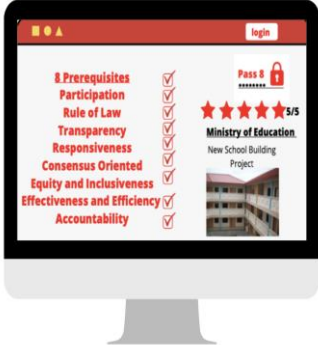 login
8 Prerequisites
Participation
Rule of Law
Transparency
Responsiveness
Consensus Oriented
Equity and Inclusiveness
Effectiveness and Efficiency
Accountability
Pass 8
********
5/5
Ministry of Education
New School Building
Project